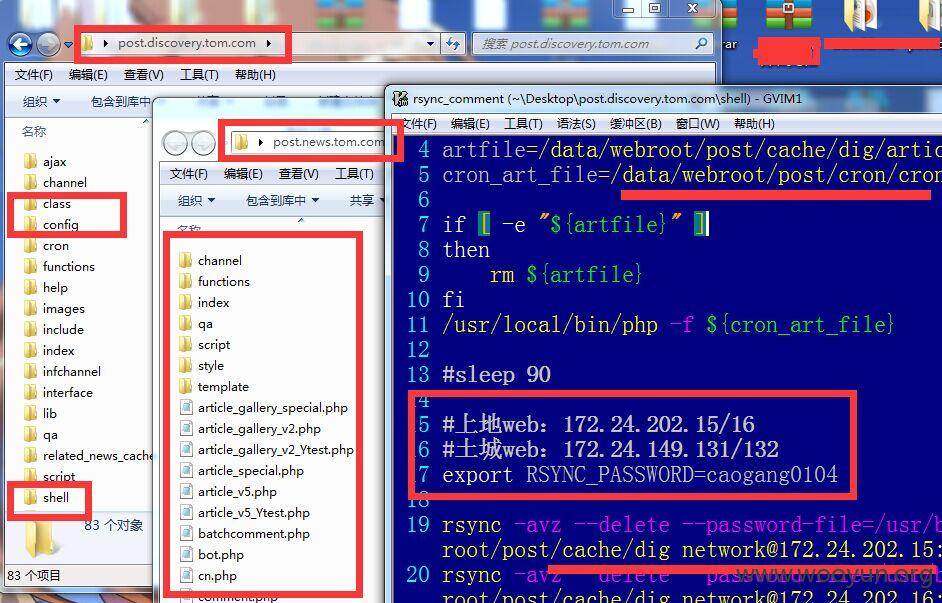 post.discovery.tom.com
搜索 post.discovery.tom.com
文件(F) 编辑(E) 查看(V) 工具(T) 帮助(H)
组织 包含到库中
名称
ajax
channel
class
config
cron
functions
help
images
include
index
infchannel
interface
lib
qa
related_news_cache
script
shell
83 个对象
83 个项目
post.news.tom.com
文件(F) 编辑(E) 查看(V) 工具(T)
组织 包含到库中 共享
名称
channel
functions
index
qa
script
style
template
article_gallery_special.php
article_gallery_v2.php
article_gallery_v2_Ytest.php
article_special.php
article_v5.php
article_v5_Ytest.php
batchcomment.php
bot.php
cn.php
comment.php
rar
rsync_comment (~\Desktop\post.discovery.tom.com\shell) - GVIM1
文件(F) 编辑(E) 工具(T) 语法(S) 缓冲区(B) 窗口(W) 帮助(H)
4 artfile=/data/webroot/post/cache/dig/artic
5 cron_art_file=/data/webroot/post/cron/cron
6
7 if [ -e "${artfile}" ]
8 then
9 rm ${artfile}
10 fi
11 /usr/local/bin/php -f ${cron_art_file}
12
13 #sleep 90
4
5 #上地web：172.24.202.15/16
6 #土城web：172.24.149.131/132
7 export RSYNC_PASSWORD=caogang0104
18
19 rsync -avz --delete --password-file=/usr/b
root/post/cache/dig network@172.24.202.15:
20 rsync -avz --delete --password
root/post/cache/dig network@172.24.202.16:
www.wooyun.org